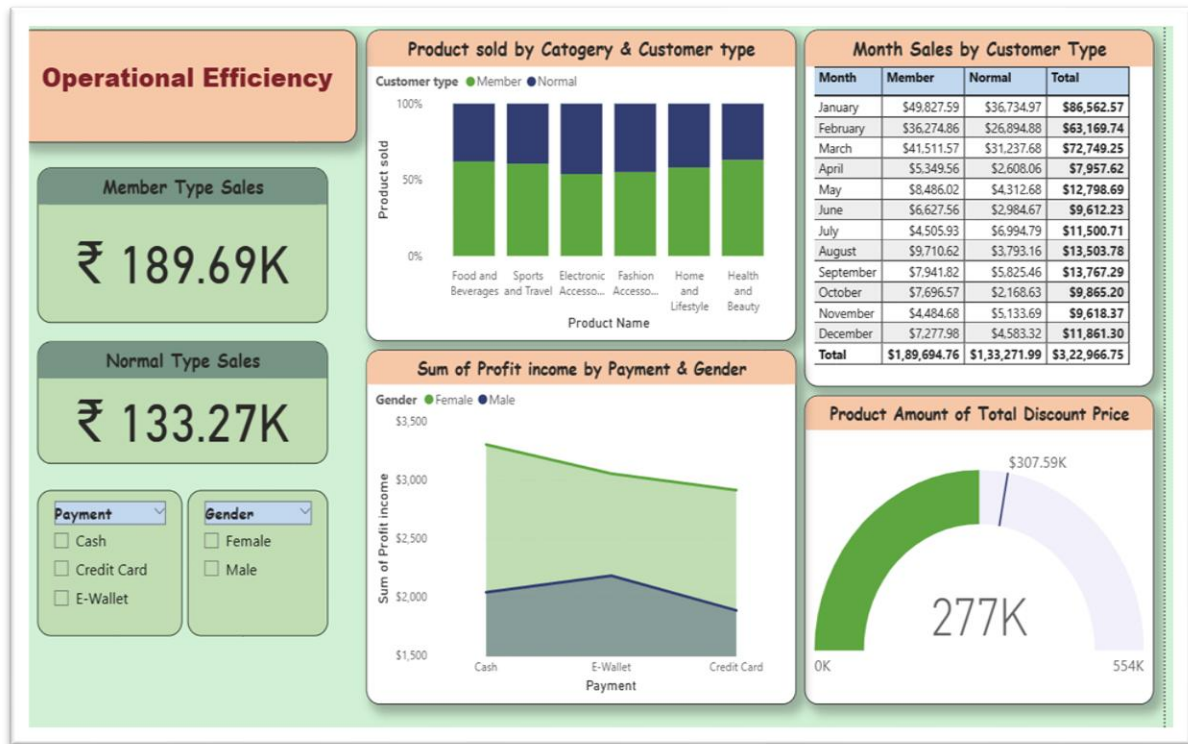 Operational Efficiency
Member Type Sales
₹ 189.69K
Normal Type Sales
₹ 133.27K
Payment
Cash
Credit Card
E-Wallet
Gender
Female
Male
Product sold by Catogery & Customer type
Customer type Member Normal
100%
50%
0%
Product sold
Food and
Beverages
Sports
and Travel
Electronic
Accesso...
Fashion
Accesso...
Home
and
Lifestyle
Health
and
Beauty
Product Name
Sum of Profit income by Payment & Gender
Gender Female Male
$3,500
$3,000
$2,500
$2,000
$1,500
Sum of Profit income
Cash E-Wallet Credit Card
Payment
Month Sales by Customer Type
Month Member Normal Total
January $49,827.59 $36,734.97 $86,562.57
February $36,274.86 $26,894.88 $63,169.74
March $41,511.57 $31,237.68 $72,749.25
April $5,349.56 $2,608.06 $7,957.62
May $8,486.02 $4,312.68 $12,798.69
June $6,627.56 $2,984.67 $9,612.23
July $4,505.93 $6,994.79 $11,500.71
August $9,710.62 $3,793.16 $13,503.78
September $7,941.82 $5,825.46 $13,767.29
October $7,696.57 $2,168.63 $9,865.20
November $4,484.68 $5,133.69 $9,618.37
December $7,277.98 $4,583.32 $11,861.30
Total $1,89,694.76 $1,33,271.99 $3,22,966.75
Product Amount of Total Discount Price
$307.59K
277K
0K 554K